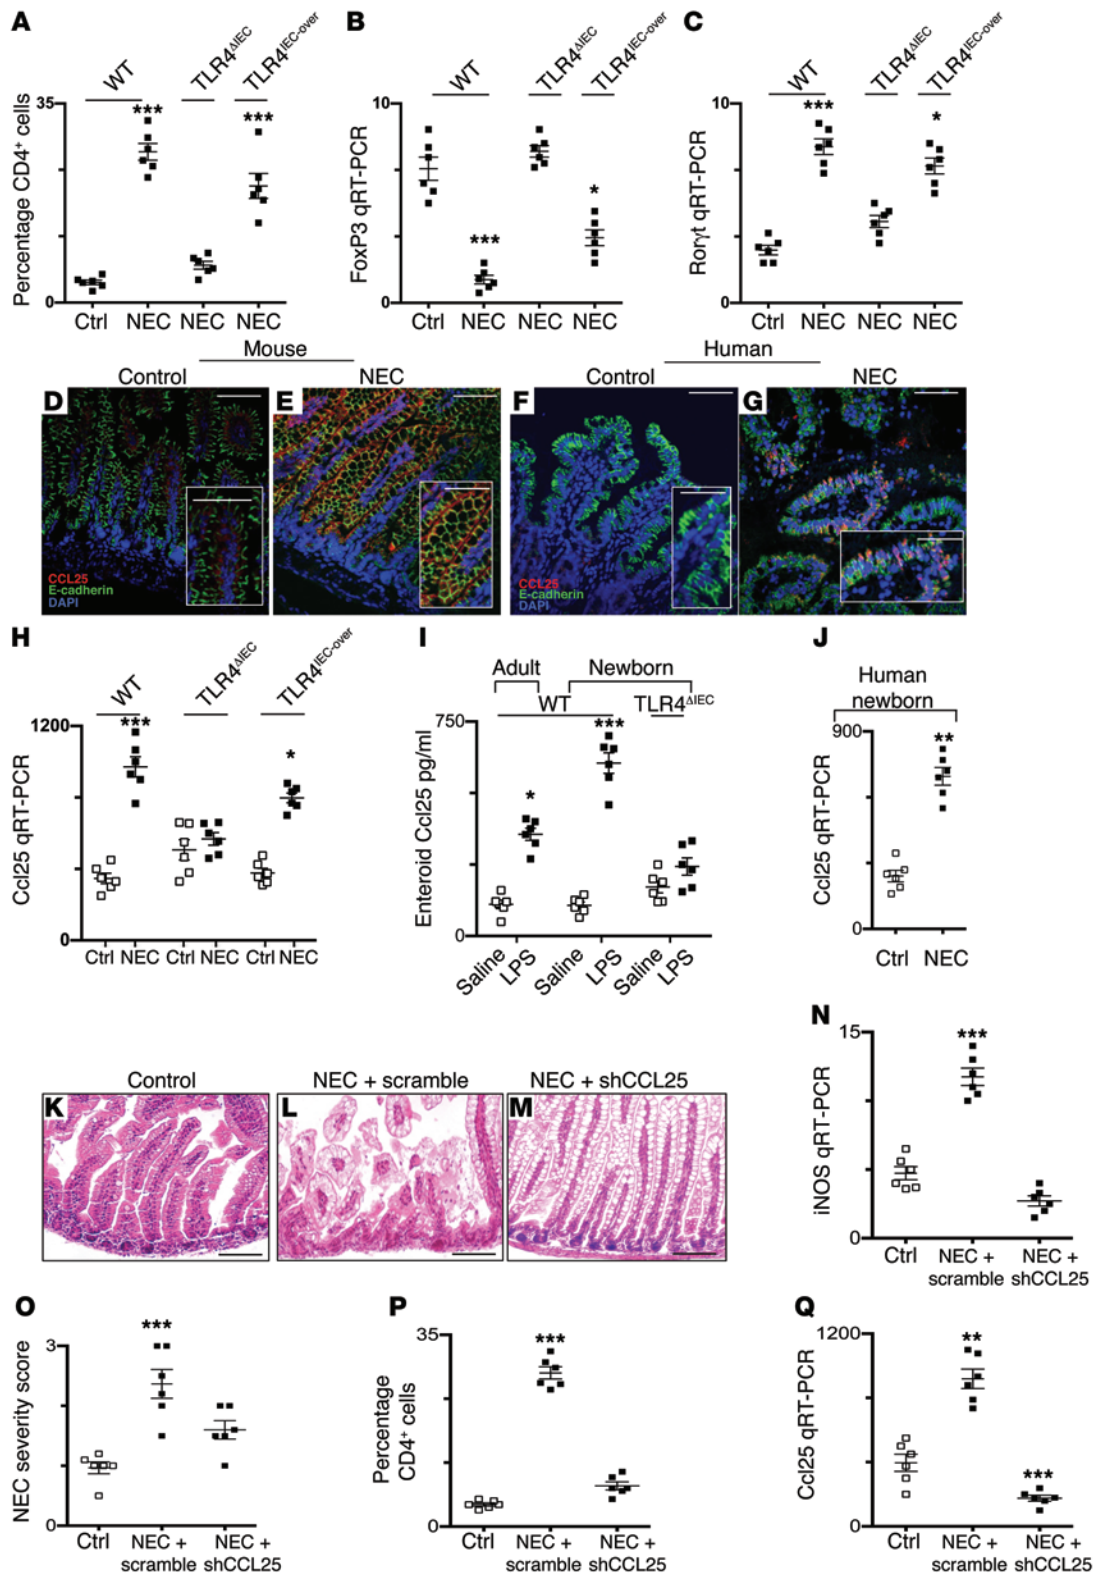 A
B
C
WT
TLR4ΔIEC
TLR4IEC-over
WT
TLR4ΔIEC
TLR4IEC-over
WT
TLR4ΔIEC
TLR4IEC-over
Percentage CD4+ cells
35
***
***
0
Ctrl NEC NEC NEC
FoxP3 qRT-PCR
10
***
*
0
Ctrl NEC NEC NEC
Rorγt qRT-PCR
10
***
*
0
Ctrl NEC NEC NEC
Mouse
Human
Control
NEC
Control
NEC
D
E
F
G
CCL25
E-cadherin
DAPI
CCL25
E-cadherin
DAPI
H
I
J
WT
TLR4ΔIEC
TLR4IEC-over
Ccl25 qRT-PCR
1200
***
*
0
Ctrl NEC Ctrl NEC Ctrl NEC
Adult
Newborn
WT
TLR4ΔIEC
Enteroid Ccl25 pg/ml
750
*
***
0
Saline LPS Saline LPS Saline LPS
Human
newborn
Ccl25 qRT-PCR
900
**
0
Ctrl NEC
Control
NEC + scramble
NEC + shCCL25
K
L
M
N
iNOS qRT-PCR
15
***
0
Ctrl NEC + NEC +
scramble shCCL25
O
P
Q
NEC severity score
3
***
0
Ctrl NEC + NEC +
scramble shCCL25
Percentage
CD4+ cells
35
***
0
Ctrl NEC + NEC +
scramble shCCL25
Ccl25 qRT-PCR
1200
**
***
0
Ctrl NEC + NEC +
scramble shCCL25